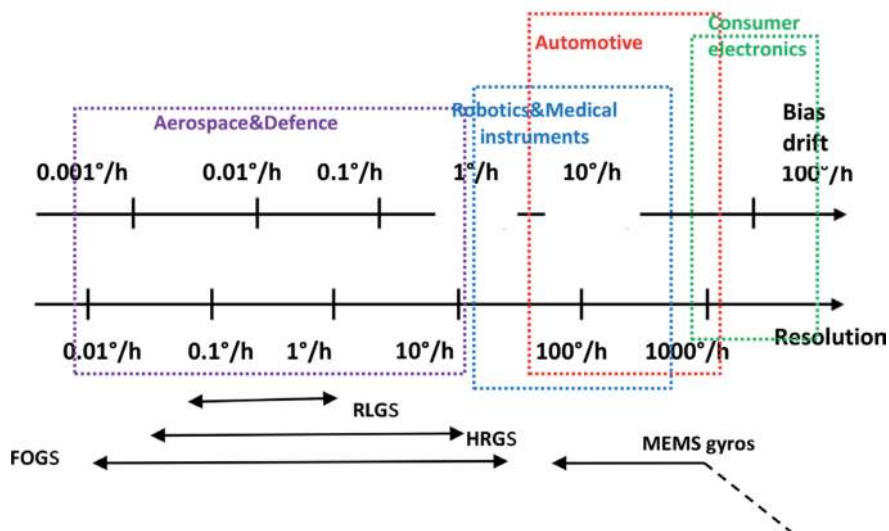 Consumer
electronics
Automotive
Robotics&Medical
instruments
Aerospace&Defence
Bias
drift
0.001°/h 0.01°/h 0.1°/h 1°/h 10°/h 100°/h
Resolution
0.01°/h 0.1°/h 1°/h 10°/h 100°/h 1000°/h
RLGS
HRGS
FOGS
MEMS gyros